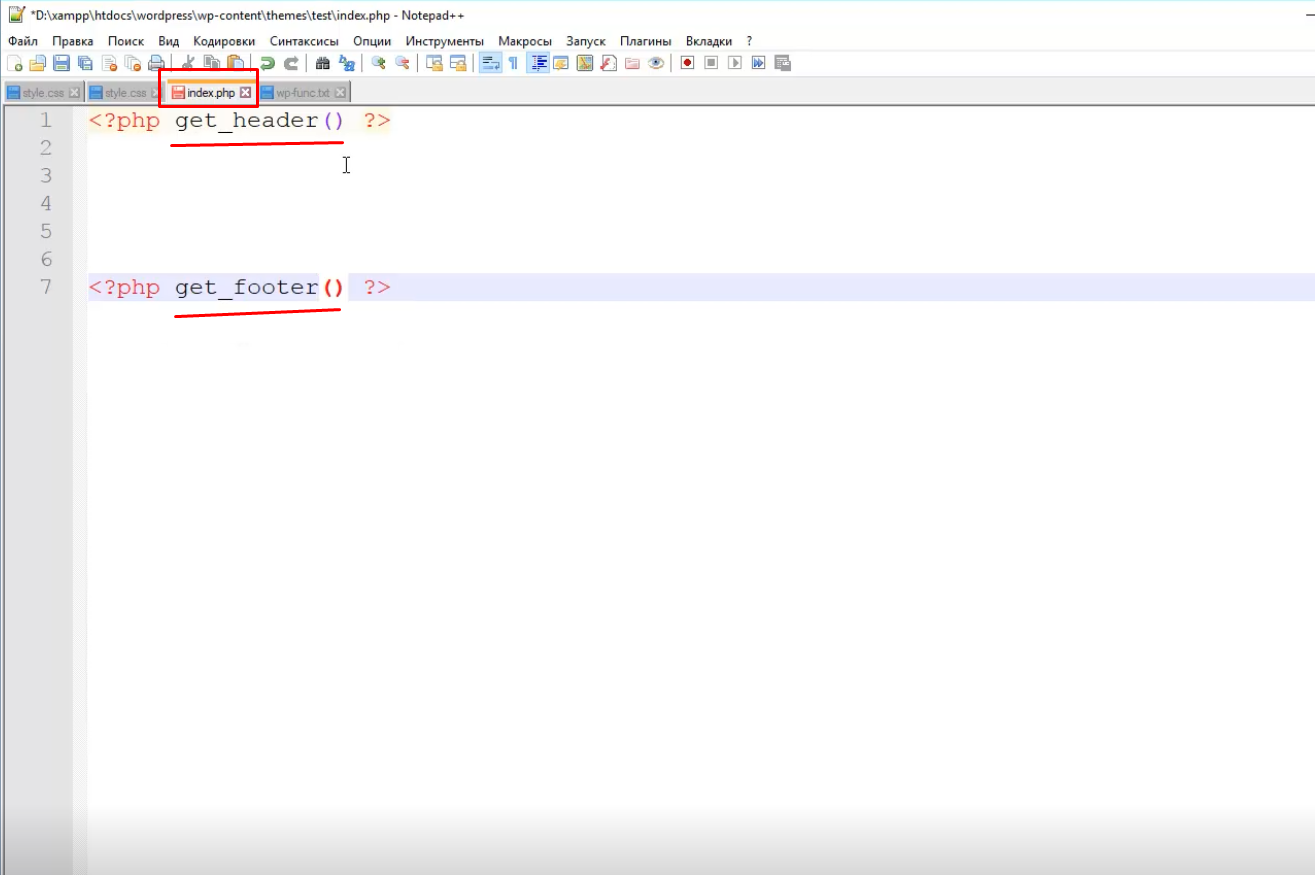 *D:\xampp\htdocs\wordpress\wp-content\themes\test\index.php - Notepad++
Файл Правка Поиск Вид Кодировки Синтаксисы Опции Инструменты Макросы Запуск Плагины Вкладки ?
style.css style.css index.php wp-func.txt
1 <?php get_header() ?>
2
3
4
5
6
7 <?php get_footer() ?>